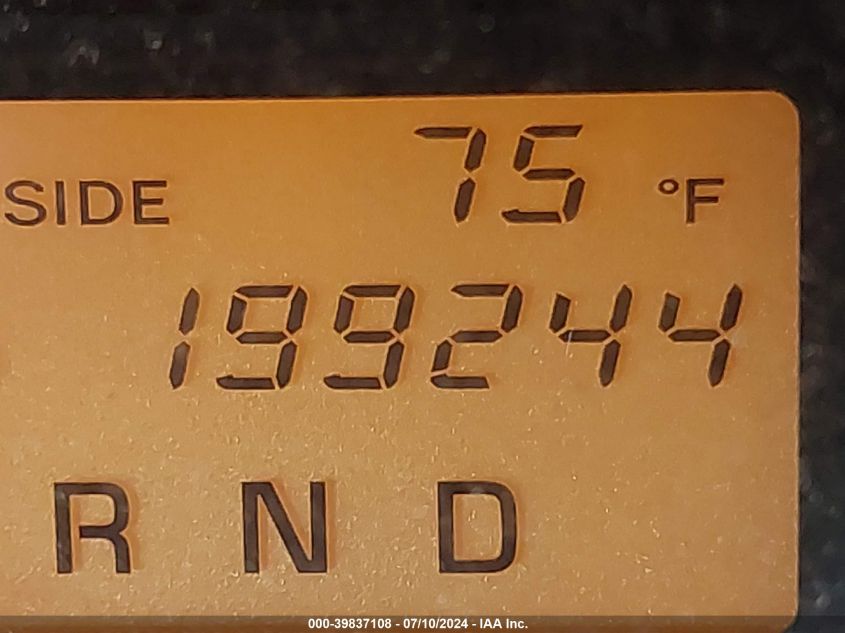 75
SIDE °F
199244
R N D
000-39837108 - 07/10/2024 - IAA Inc.